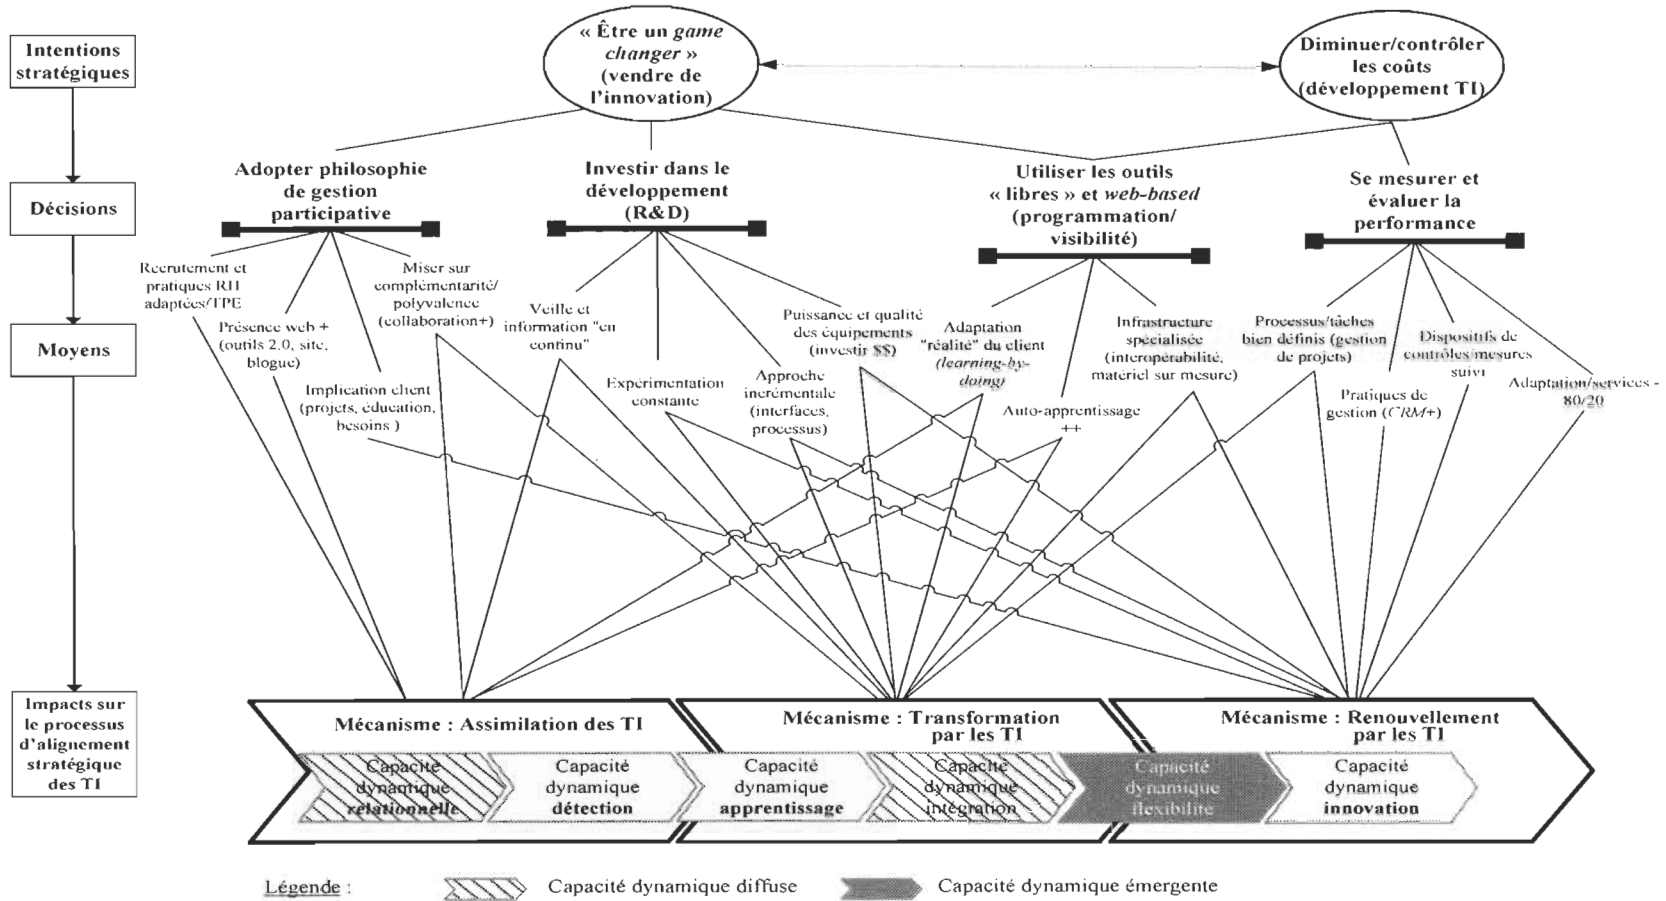 Intentions
stratégiques
Décisions
Moyens
Impacts sur
le processus
d'alignement
stratégique
des TI
« Être un game
changer »
(vendre de
l'innovation)
Diminuer/contrôler
les coûts
(développement TI)
Adopter philosophie
de gestion
participative
Investir dans le
développement
(R&D)
Utiliser les outils
« libres » et web-based
(programmation/
visibilité)
Se mesurer et
évaluer la
performance
Recrutement et
pratiques RH
adaptées/TPE
Présence web +
(outils 2.0, site,
blogue)
Implication client
(projets, éducation,
besoins )
Miser sur
complémentarité/
polyvalence
(collaboration+)
Veille et
information "en
continu"
Expérimentation
constante
Approche
incrémentale
(interfaces,
processus)
Puissance et qualité
des équipements
(investir $$)
Adaptation
"réalité" du client
(learning-by-
doing)
Auto-apprentissage
++
Infrastructure
spécialisée
(interopérabilité,
matériel sur mesure)
Processus/tâches
bien définis (gestion
de projets)
Pratiques de
gestion (CRM+)
Dispositifs de
contrôles/mesures
suivi
Adaptation/services -
80/20
Mécanisme : Assimilation des TI
Mécanisme : Transformation
par les TI
Mécanisme : Renouvellement
par les TI
Capacité
dynamique
relationnelle
Capacité
dynamique
détection
Capacité
dynamique
apprentissage
Capacité
dynamique
intégration
Capacité
dynamique
flexibilité
Capacité
dynamique
innovation
Légende :
Capacité dynamique diffuse
Capacité dynamique émergente